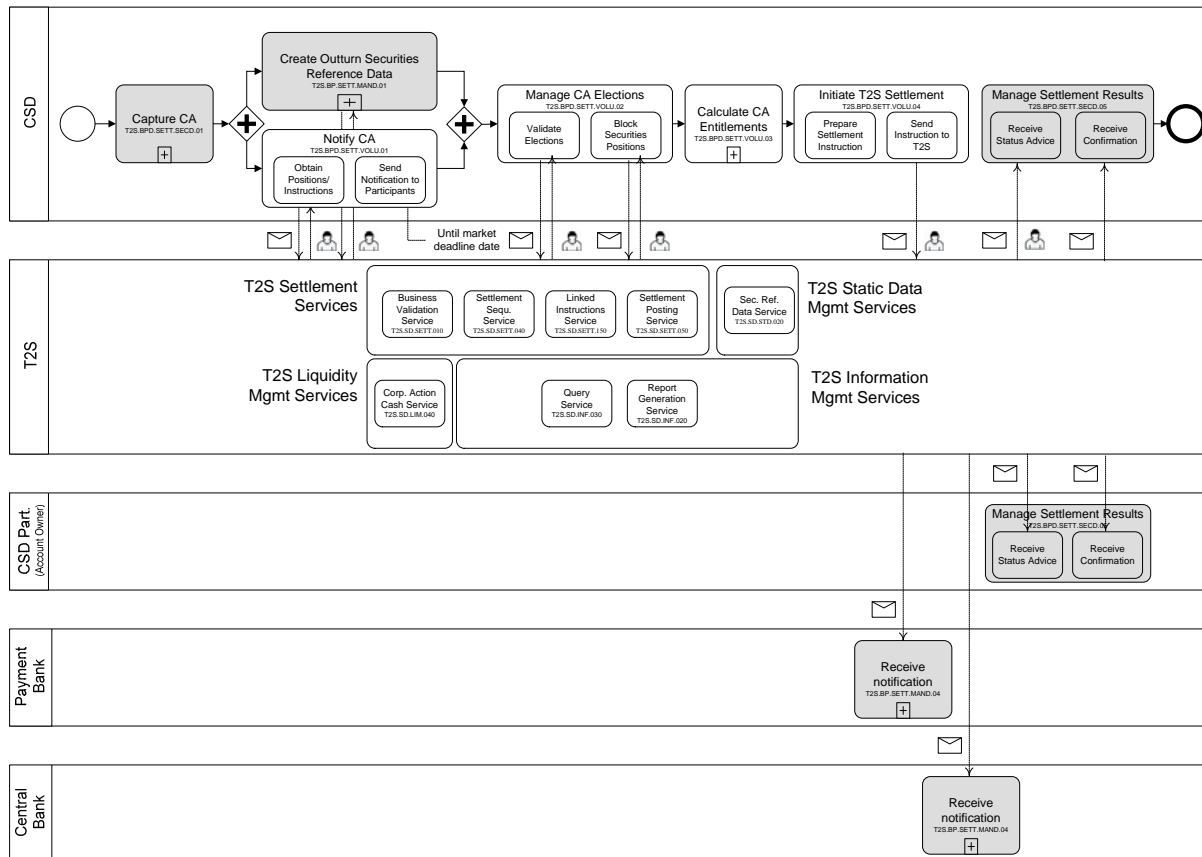 CSD
Capture CA
T2S.BPD.SETT.SECD.01
Create Outturn Securities
Reference Data
T2S.BP.SETT.MAND.01
Notify CA
T2S.BPD.SETT.VOLU.01
Obtain
Positions/
Instructions
Send
Notification to
Participants
Manage CA Elections
T2S.BPD.SETT.VOLU.02
Validate
Elections
Block
Securities
Positions
Calculate CA
Entitlements
T2S.BPD.SETT.VOLU.03
Initiate T2S Settlement
T2S.BPD.SETT.VOLU.04
Prepare
Settlement
Instruction
Send
Instruction to
T2S
Manage Settlement Results
T2S.BPD.SETT.SECD.05
Receive
Status Advice
Receive
Confirmation
Until market
deadline date
T2S
T2S Settlement
Services
Business
Validation
Service
T2S.SD.SETT.010
Settlement
Sequ.
Service
T2S.SD.SETT.040
Linked
Instructions
Service
T2S.SD.SETT.150
Settlement
Posting
Service
T2S.SD.SETT.050
Sec. Ref.
Data Service
T2S.SD.STD.020
T2S Static Data
Mgmt Services
T2S Liquidity
Mgmt Services
Corp. Action
Cash Service
T2S.SD.LIM.040
Query
Service
T2S.SD.INF.030
Report
Generation
Service
T2S.SD.INF.020
T2S Information
Mgmt Services
CSD Part.
(Account Owner)
Manage Settlement Results
Receive
Status Advice
Receive
Confirmation
Payment
Bank
Receive
notification
T2S.BP.SETT.MAND.04
Central
Bank
Receive
notification
T2S.BP.SETT.MAND.04